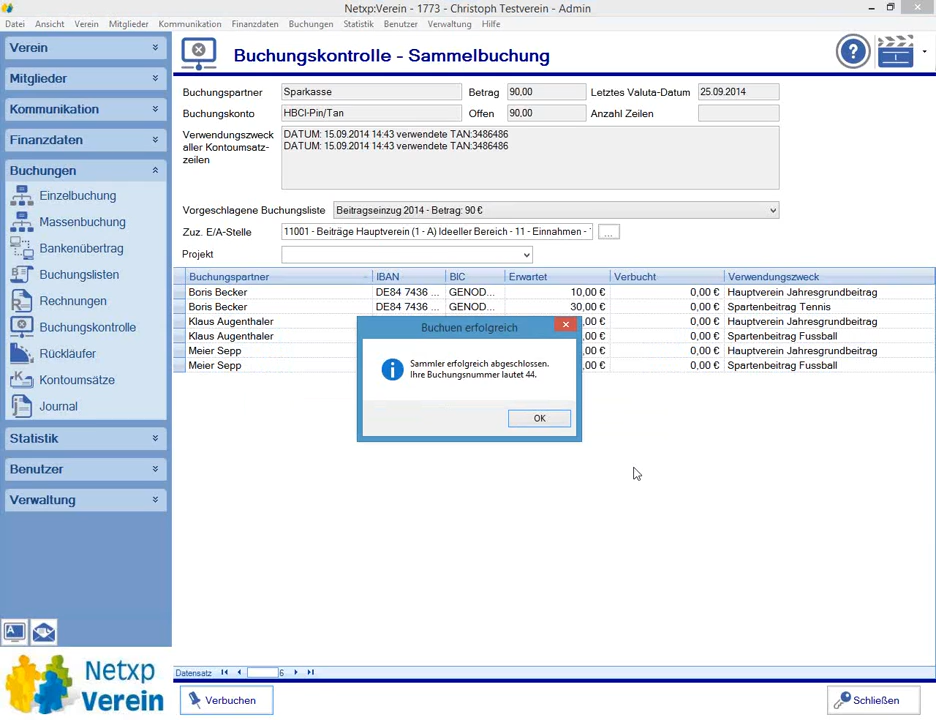 Netxp:Verein - 1773 - Christoph Testverein - Admin
Datei Ansicht Verein Mitglieder Kommunikation Finanzdaten Buchungen Statistik Benutzer Verwaltung Hilfe
Verein
Mitglieder
Kommunikation
Finanzdaten
Buchungen
Einzelbuchung
Massenbuchung
Bankenübertrag
Buchungslisten
Rechnungen
Buchungskontrolle
Rückläufer
Kontoumsätze
Journal
Statistik
Benutzer
Verwaltung
Netxp
Verein
Buchungskontrolle - Sammelbuchung
Buchungspartner Sparkasse Betrag 90,00 Letztes Valuta-Datum 25.09.2014
Buchungskonto HBCI-Pin/Tan Offen 90,00 Anzahl Zeilen
Verwendungszweck
aller Kontoumsatz-
zeilen
DATUM: 15.09.2014 14:43 verwendete TAN:3486486
DATUM: 15.09.2014 14:43 verwendete TAN:3486486
Vorgeschlagene Buchungsliste Beitragseinzug 2014 - Betrag: 90 €
Zuz. E/A-Stelle 11001 - Beiträge Hauptverein (1 - A) Ideeller Bereich - 11 - Einnahmen - ...
Projekt
Buchungspartner IBAN BIC Erwartet Verbucht Verwendungszweck
Boris Becker DE84 7436 ... GENOD... 10,00 € 0,00 € Hauptverein Jahresgrundbeitrag
Boris Becker DE84 7436 ... GENOD... 30,00 € 0,00 € Spartenbeitrag Tennis
Klaus Augenthaler ,00 € 0,00 € Hauptverein Jahresgrundbeitrag
Klaus Augenthaler ,00 € 0,00 € Spartenbeitrag Fussball
Meier Sepp ,00 € 0,00 € Hauptverein Jahresgrundbeitrag
Meier Sepp ,00 € 0,00 € Spartenbeitrag Fussball
Buchuen erfolgreich
Sammler erfolgreich abgeschlossen.
Ihre Buchungsnummer lautet 44.
OK
Datensatz 6
Verbuchen
Schließen